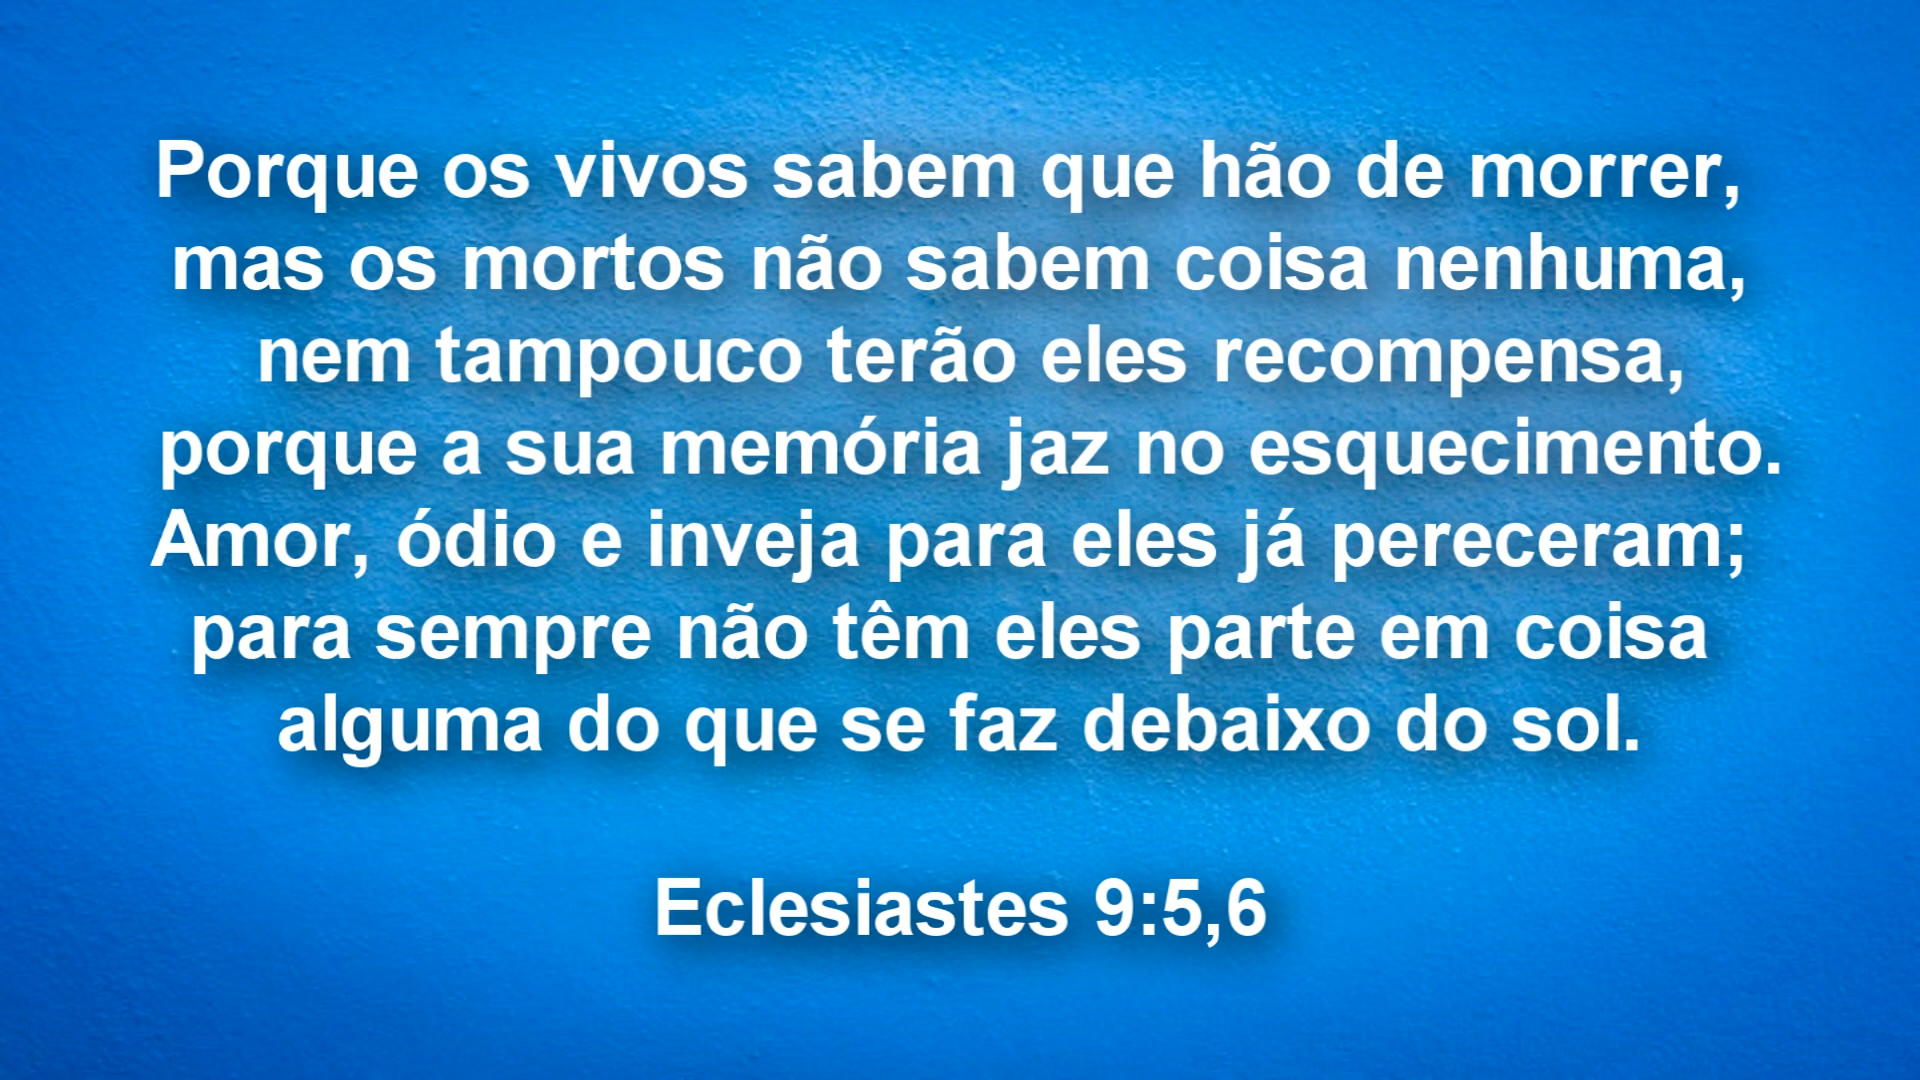 Porque os vivos sabem que hão de morrer,
mas os mortos não sabem coisa nenhuma,
nem tampouco terão eles recompensa,
porque a sua memória jaz no esquecimento.
Amor, ódio e inveja para eles já pereceram;
para sempre não têm eles parte em coisa
alguma do que se faz debaixo do sol.
Eclesiastes 9:5,6